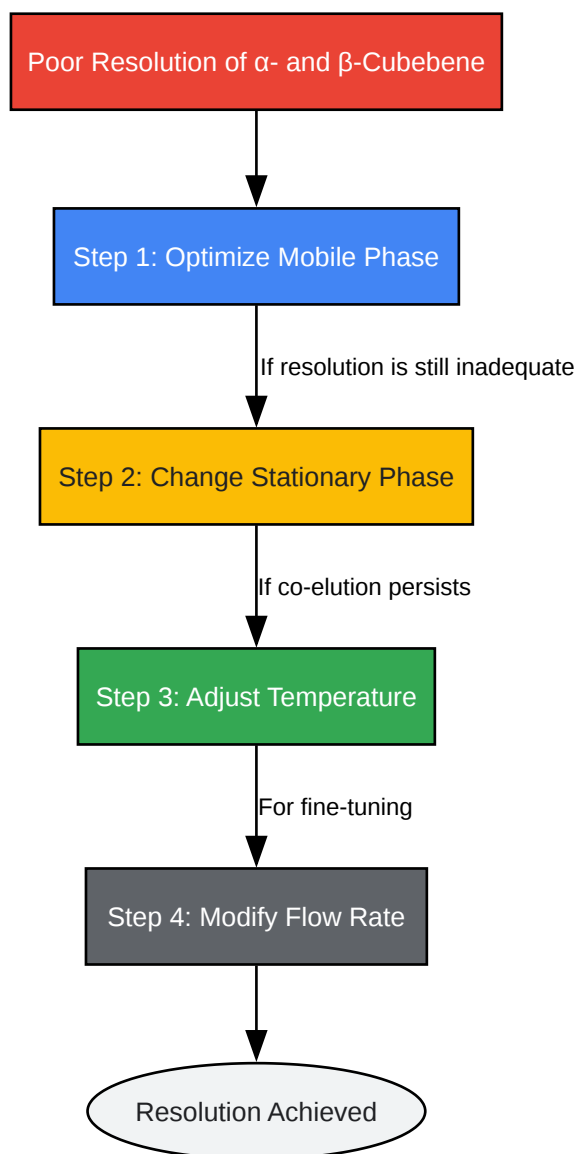 Poor Resolution of α- and β-Cubebene
Step 1: Optimize Mobile Phase
If resolution is still inadequate
Step 2: Change Stationary Phase
If co-elution persists
Step 3: Adjust Temperature
For fine-tuning
Step 4: Modify Flow Rate
Resolution Achieved